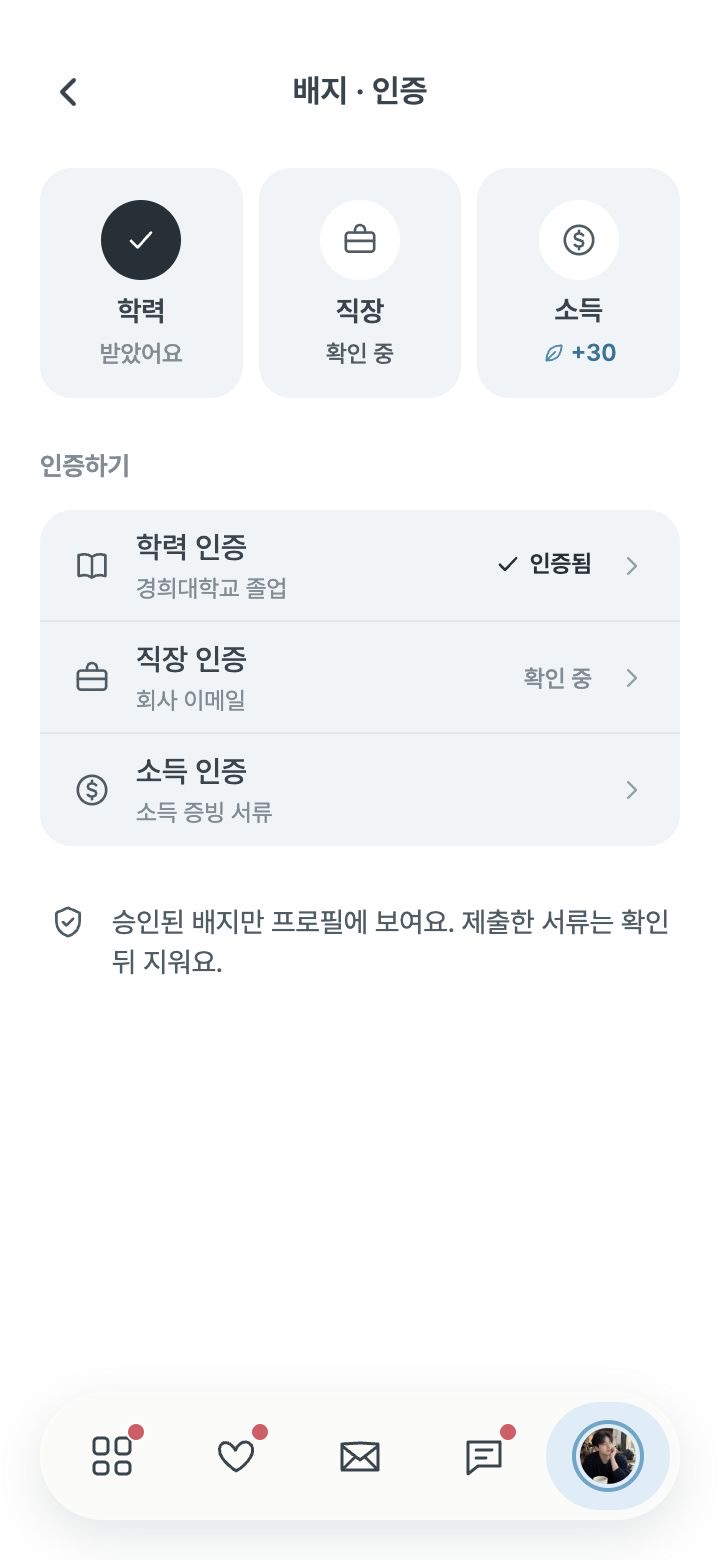 배지 · 인증
학력
받았어요
직장
확인 중
소득
+30
인증하기
학력 인증
경희대학교 졸업
인증됨
직장 인증
회사 이메일
확인 중
소득 인증
소득 증빙 서류
승인된 배지만 프로필에 보여요. 제출한 서류는 확인
뒤 지워요.